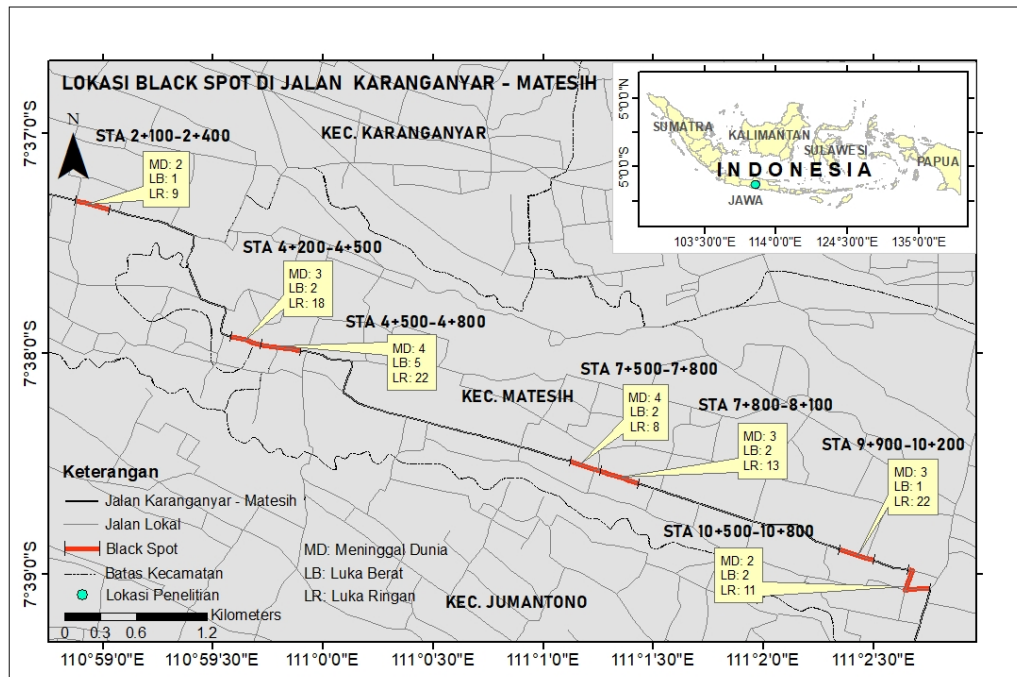 LOKASI BLACK SPOT DI JALAN KARANGANYAR - MATESIH
7°37'0"S
7°38'0"S
7°39'0"S
N
STA 2+100-2+400
MD: 2
LB: 1
LR: 9
KEC. KARANGANYAR
5°0'0"N
5°0'0"S
SUMATRA
KALIMANTAN
SULAWESI
PAPUA
INDONESIA
JAWA
103°30'E
114°0'0"E
124°30'E
135°0'0"E
STA 4+200-4+500
MD: 3
LB: 2
LR: 18
STA 4+500-4+800
MD: 4
LB: 5
LR: 22
KEC. MATESIH
STA 7+500-7+800
MD: 4
LB: 2
LR: 8
STA 7+800-8+100
MD: 3
LB: 2
LR: 13
STA 9+900-10+200
MD: 3
LB: 1
LR: 22
STA 10+500-10+800
MD: 2
LB: 2
LR: 11
KEC. JUMANTONO
Keterangan
Jalan Karanganyar - Matesih
Jalan Lokal
Black Spot
Batas Kecamatan
Lokasi Penelitian
MD: Meninggal Dunia
LB: Luka Berat
LR: Luka Ringan
Kilometers
0 0.3 0.6 1.2
110°59'0"E 110°59'30"E 111°0'0"E 111°0'30"E 111°1'0"E 111°1'30"E 111°2'0"E 111°2'30"E